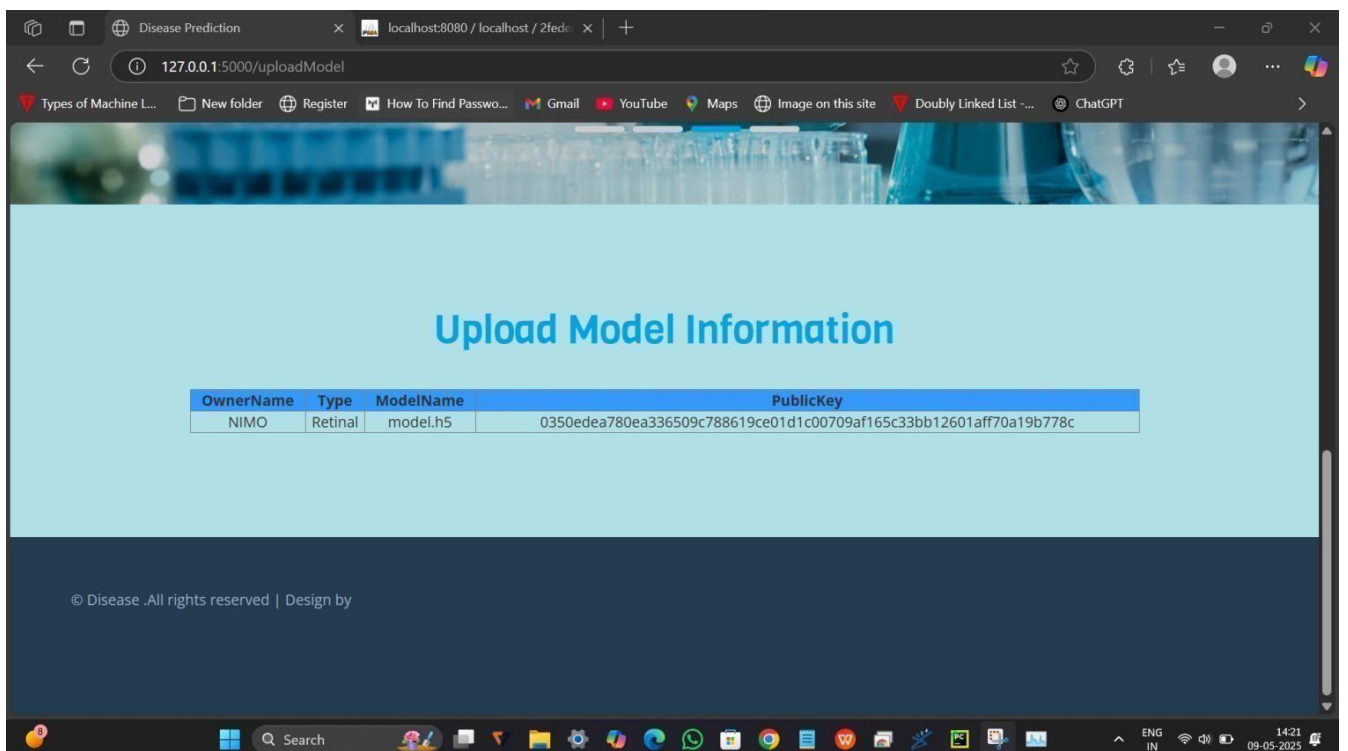 Disease Prediction
localhost:8080 / localhost / 2fede
127.0.0.1:5000/uploadModel
Types of Machine L... New folder Register How To Find Passwo... Gmail YouTube Maps Image on this site Doubly Linked List -... ChatGPT
Upload Model Information
OwnerName Type ModelName PublicKey
NIMO Retinal model.h5 0350edea780ea336509c788619ce01d1c00709af165c33bb12601aff70a19b778c
© Disease .All rights reserved | Design by
8 Search ENG 14:21
IN 09-05-2025